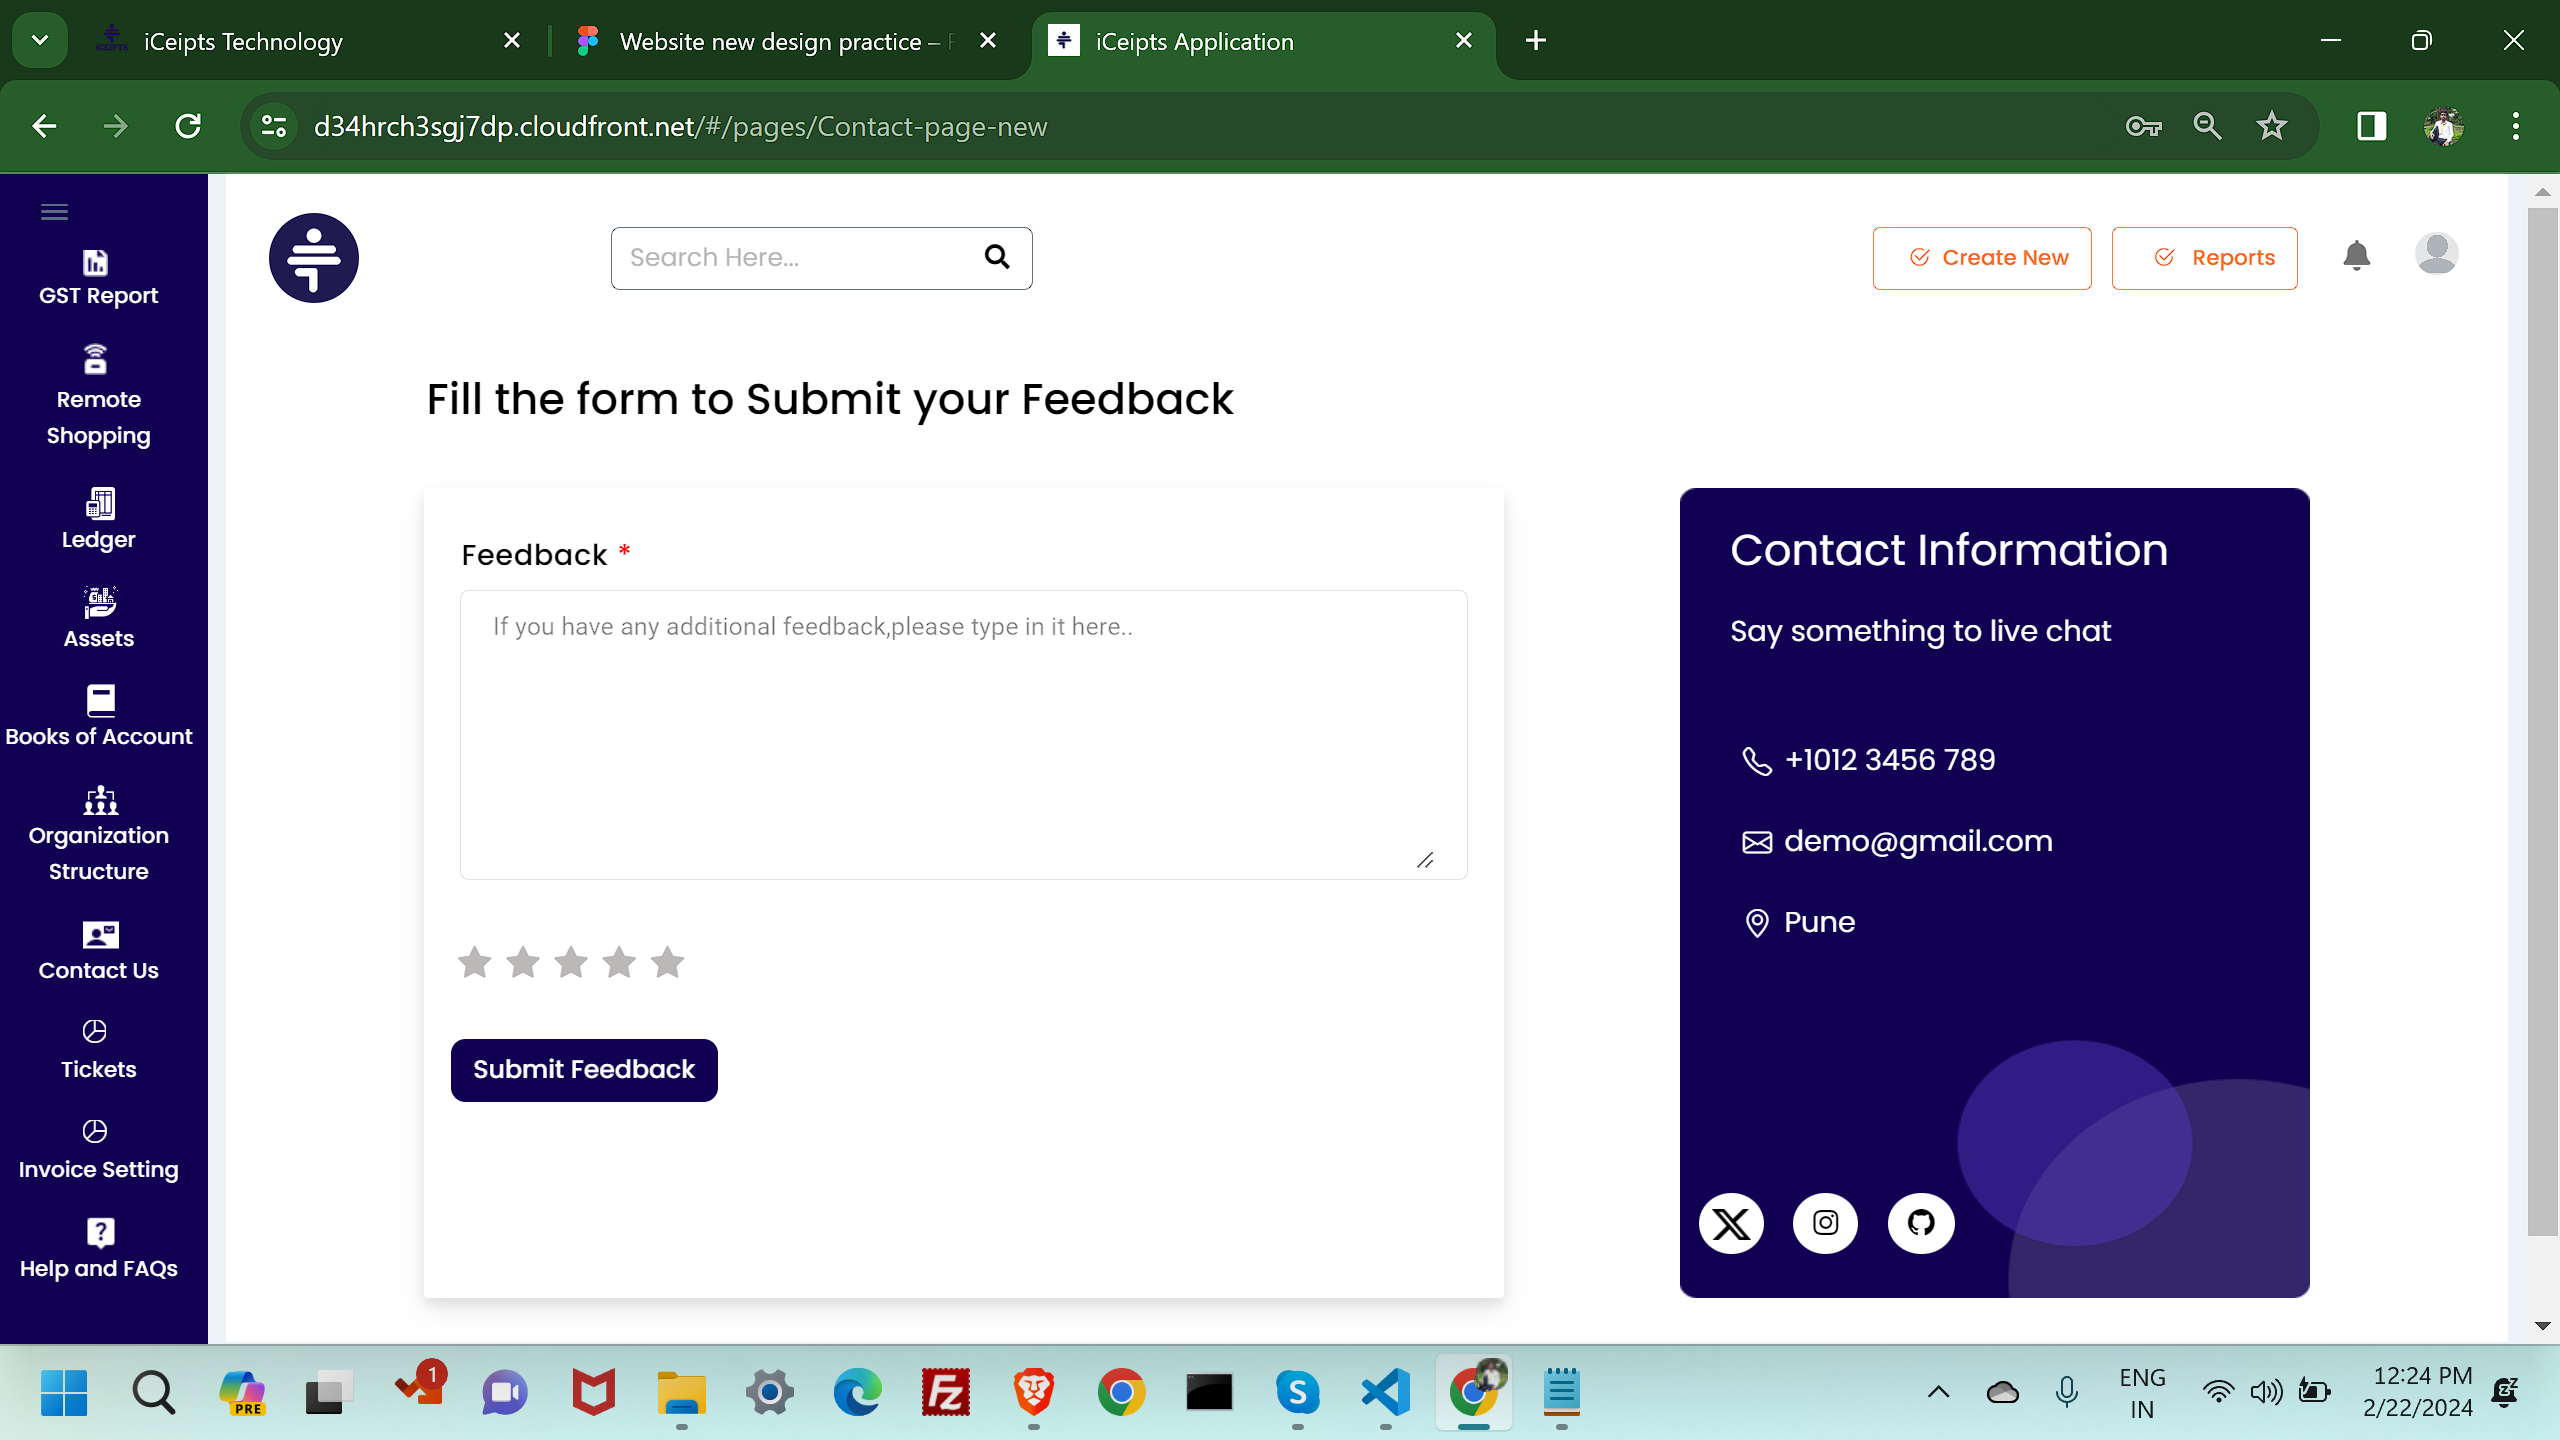 iCeipts Technology
Website new design practice –
iCeipts Application
d34hrch3sgj7dp.cloudfront.net/#/pages/Contact-page-new
Search Here...
Create New
Reports
GST Report
Remote
Shopping
Ledger
Assets
Books of Account
Organization
Structure
Contact Us
Tickets
Invoice Setting
Help and FAQs
Fill the form to Submit your Feedback
Feedback *
If you have any additional feedback,please type in it here..
Submit Feedback
Contact Information
Say something to live chat
+1012 3456 789
demo@gmail.com
Pune
PRE
1
ENG
IN
12:24 PM
2/22/2024